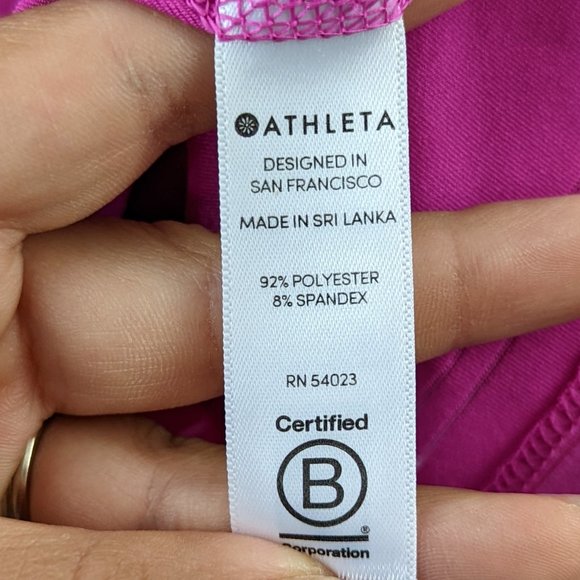 ATHLETA
DESIGNED IN
SAN FRANCISCO
MADE IN SRI LANKA
92% POLYESTER
8% SPANDEX
RN 54023
Certified
B
®
Corporation